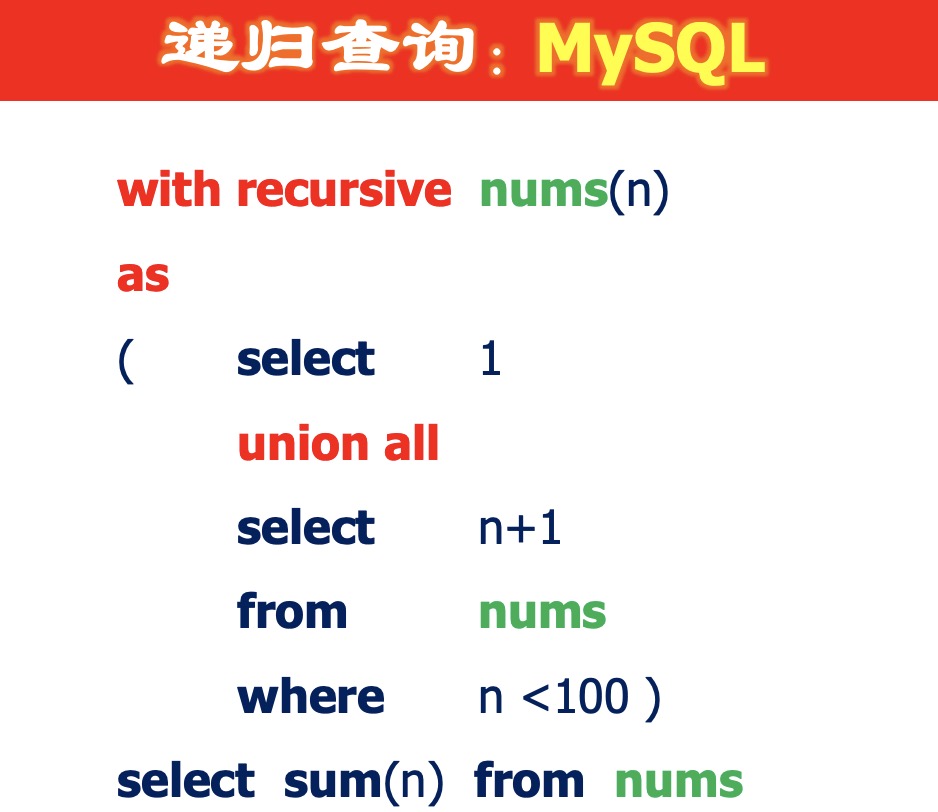 递归查询：MySQL
with recursive nums(n)
as
( select 1
union all
select n+1
from nums
where n <100 )
select sum(n) from nums